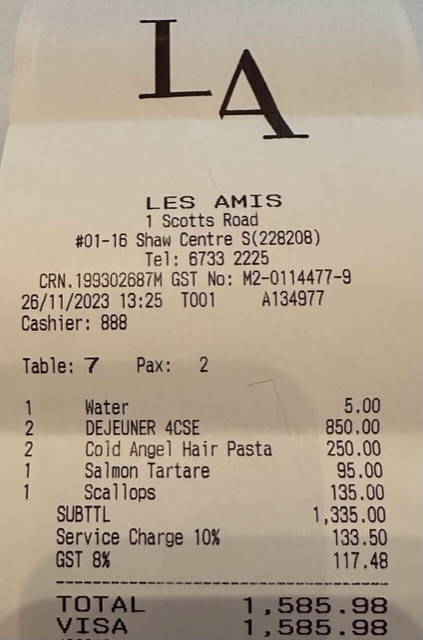 LA
LES AMIS
1 Scotts Road
#01-16 Shaw Centre S(228208)
Tel: 6733 2225
CRN.199302687M GST No: M2-0114477-9
26/11/2023 13:25 T001 A134977
Cashier: 888
Table: 7 Pax: 2
1 Water 5.00
2 DEJEUNER 4CSE 850.00
2 Cold Angel Hair Pasta 250.00
1 Salmon Tartare 95.00
1 Scallops 135.00
SUBTTL 1,335.00
Service Charge 10% 133.50
GST 8% 117.48
TOTAL 1,585.98
VISA 1,585.98